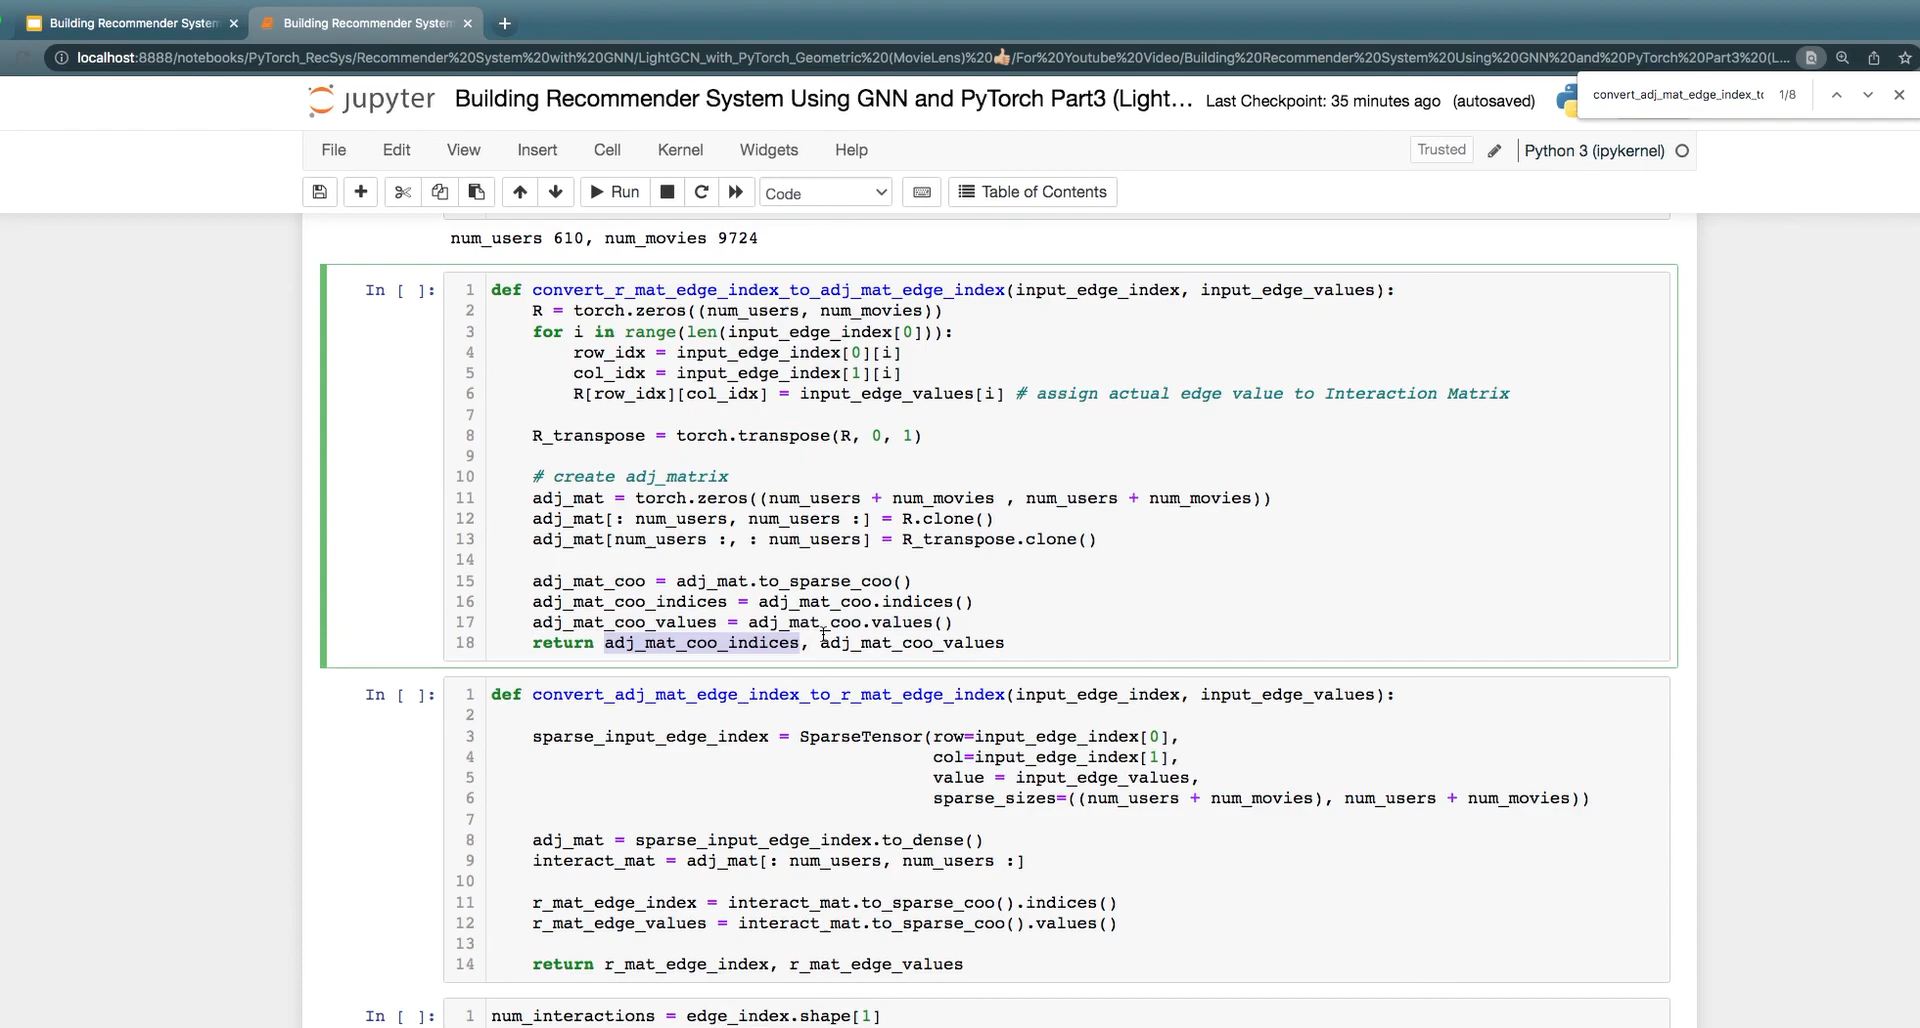 Building Recommender System
Building Recommender System
localhost:8888/notebooks/PyTorch_RecSys/Recommender%20System%20with%20GNN/LightGCN_with_PyTorch_Geometric%20(MovieLens)%20👍🏼/For%20Youtube%20Video/Building%20Recommender%20System%20Using%20GNN%20and%20PyTorch%20Part3%20(L...
convert_adj_mat_edge_index_to 1/8
jupyter Building Recommender System Using GNN and PyTorch Part3 (Light... Last Checkpoint: 35 minutes ago (autosaved)
File Edit View Insert Cell Kernel Widgets Help Trusted Python 3 (ipykernel)
Run Code Table of Contents
num_users 610, num_movies 9724
In [ ]: 1 def convert_r_mat_edge_index_to_adj_mat_edge_index(input_edge_index, input_edge_values):
2 R = torch.zeros((num_users, num_movies))
3 for i in range(len(input_edge_index[0])):
4 row_idx = input_edge_index[0][i]
5 col_idx = input_edge_index[1][i]
6 R[row_idx][col_idx] = input_edge_values[i] # assign actual edge value to Interaction Matrix
7
8 R_transpose = torch.transpose(R, 0, 1)
9
10 # create adj_matrix
11 adj_mat = torch.zeros((num_users + num_movies , num_users + num_movies))
12 adj_mat[: num_users, num_users :] = R.clone()
13 adj_mat[num_users :, : num_users] = R_transpose.clone()
14
15 adj_mat_coo = adj_mat.to_sparse_coo()
16 adj_mat_coo_indices = adj_mat_coo.indices()
17 adj_mat_coo_values = adj_mat_coo.values()
18 return adj_mat_coo_indices, adj_mat_coo_values
In [ ]: 1 def convert_adj_mat_edge_index_to_r_mat_edge_index(input_edge_index, input_edge_values):
2
3 sparse_input_edge_index = SparseTensor(row=input_edge_index[0],
4 col=input_edge_index[1],
5 value = input_edge_values,
6 sparse_sizes=((num_users + num_movies), num_users + num_movies))
7
8 adj_mat = sparse_input_edge_index.to_dense()
9 interact_mat = adj_mat[: num_users, num_users :]
10
11 r_mat_edge_index = interact_mat.to_sparse_coo().indices()
12 r_mat_edge_values = interact_mat.to_sparse_coo().values()
13
14 return r_mat_edge_index, r_mat_edge_values
In [ ]: 1 num_interactions = edge_index.shape[1]